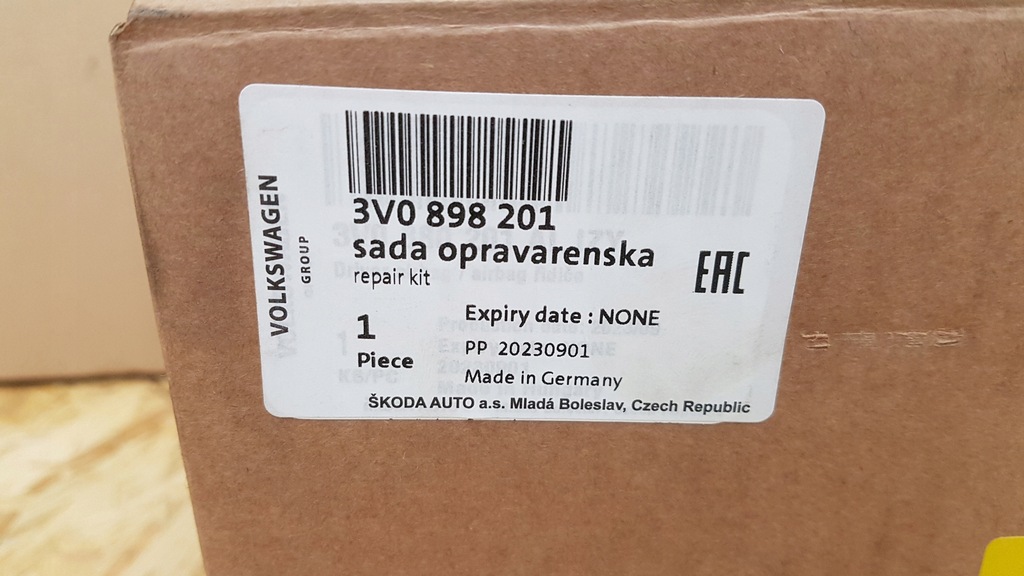 VOLKSWAGEN
GROUP
3V0 898 201
sada opravarenska
repair kit
EAC
1
Piece
Expiry date : NONE
PP 20230901
Made in Germany
ŠKODA AUTO a.s. Mladá Boleslav, Czech Republic